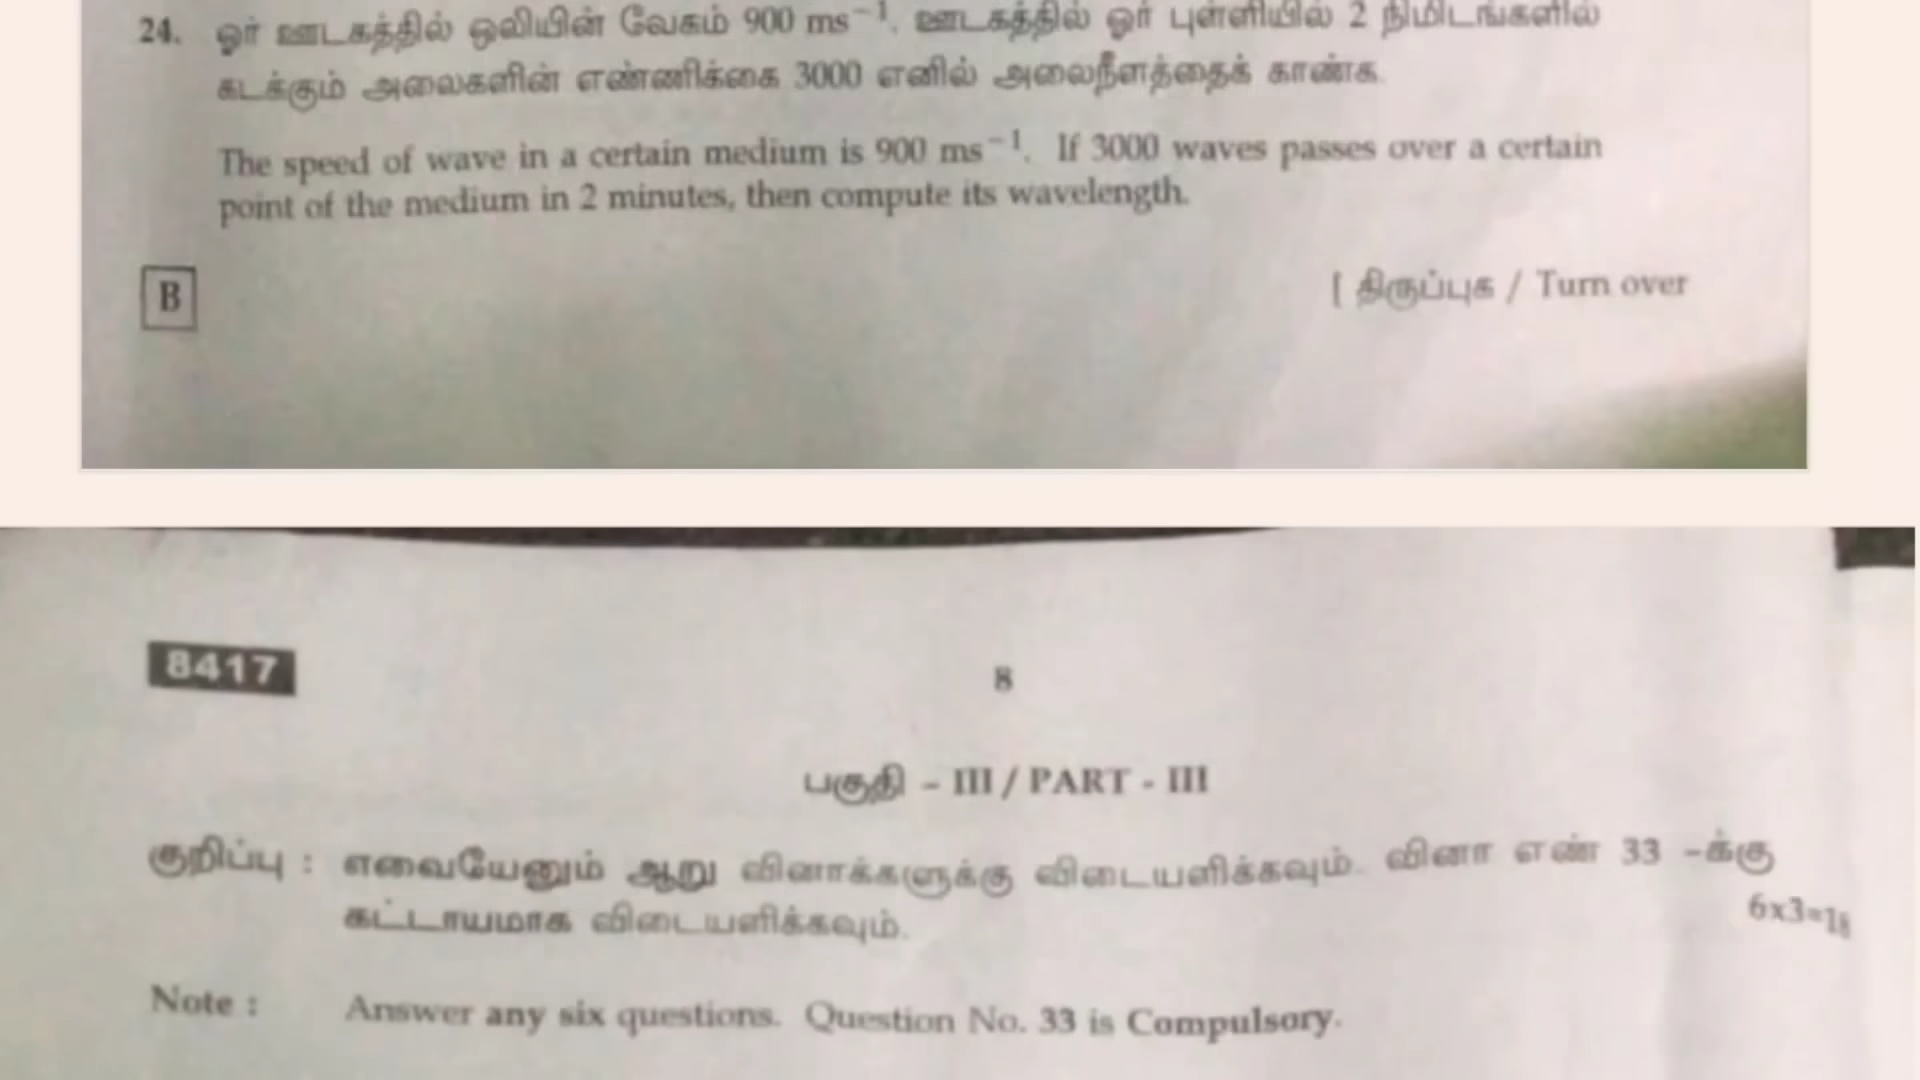 24. ஓர் ஊடகத்தில் ஒலியின் வேகம் 900 ms⁻¹. ஊடகத்தில் ஓர் புள்ளியில் 2 நிமிடங்களில்
கடக்கும் அலைகளின் எண்ணிக்கை 3000 எனில் அலைநீளத்தைக் காண்க.
The speed of wave in a certain medium is 900 ms⁻¹. If 3000 waves passes over a certain
point of the medium in 2 minutes, then compute its wavelength.
B
[ திருப்புக / Turn over
8417
8
பகுதி - III / PART - III
குறிப்பு : எவையேனும் ஆறு வினாக்களுக்கு விடையளிக்கவும். வினா எண் 33 -க்கு
கட்டாயமாக விடையளிக்கவும்.
6x3=18
Note : Answer any six questions. Question No. 33 is Compulsory.